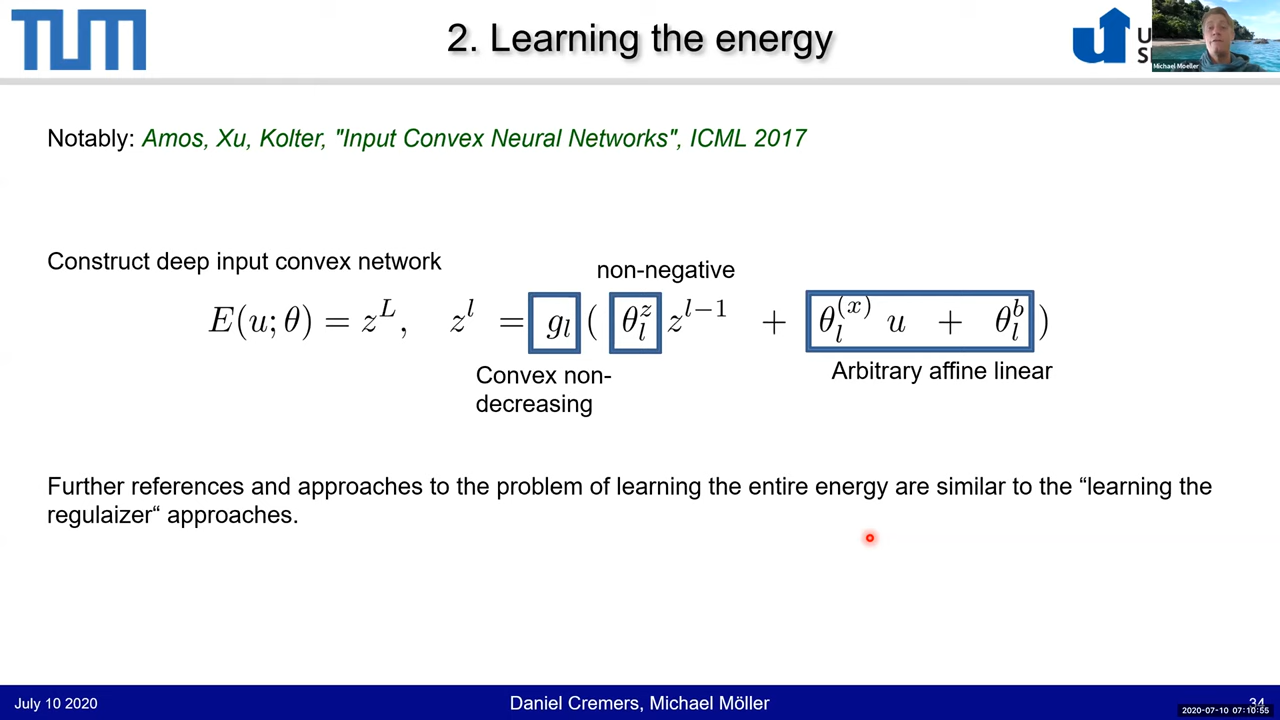 TUM
2. Learning the energy
U
S
Michael Moeller
Notably: Amos, Xu, Kolter, "Input Convex Neural Networks", ICML 2017
Construct deep input convex network
non-negative
E(u; θ) = z^L, z^l = g_l ( θ_l^z z^{l−1} + θ_l^{(x)} u + θ_l^b )
Convex non-
decreasing
Arbitrary affine linear
Further references and approaches to the problem of learning the entire energy are similar to the “learning the
regulaizer“ approaches.
July 10 2020
Daniel Cremers, Michael Möller
34
2020-07-10 07:10:55